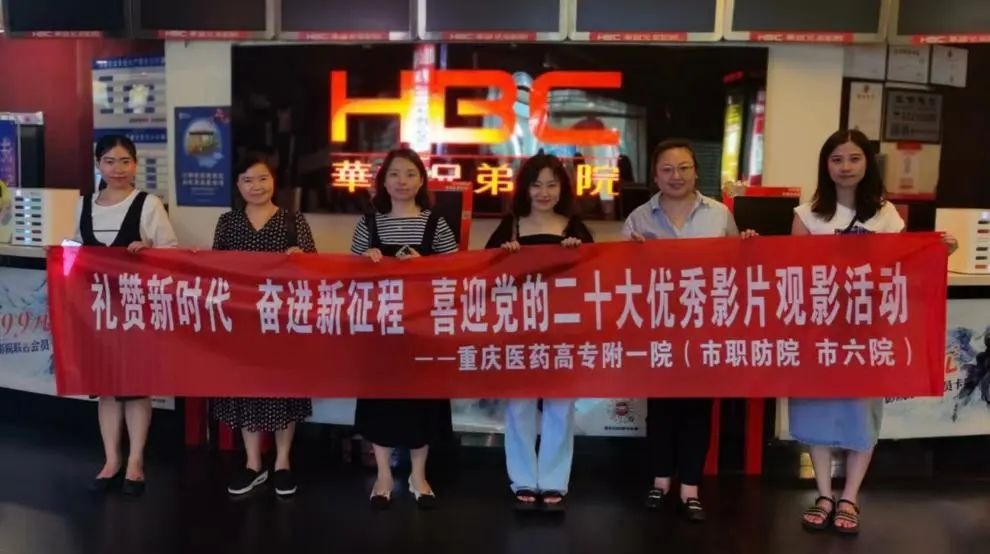 HBC
華 兄弟 院
礼赞新时代 奋进新征程 喜迎党的二十大优秀影片观影活动
——重庆医药高专附一院（市职防院 市六院）